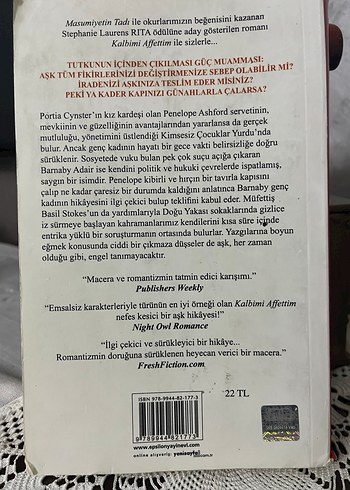 Masumiyetin Tadı ile okurlarımızın beğenisini kazanan
Stephanie Laurens RITA ödülüne aday gösterilen romanı
Kalbimi Affettim ile sizlerle...
TUTKUNUN İÇİNDEN ÇIKILMASI GÜÇ MUAMMASI:
AŞK TÜM FİKİRLERİNİZİ DEĞİŞTİRMENİZE SEBEP OLABİLİR Mİ?
İRADENİZİ AŞKINIZA TESLİM EDER MİSİNİZ?
PEKİ YA KADER KAPINIZI GÜNAHLARLA ÇALARSA?
Portia Cynster'ın kız kardeşi olan Penelope Ashford servetinin,
mevkiinin ve güzelliğinin avantajlarından yararlansa da gerçek
mutluluğu, yönetimini üstlendiği Kimsesiz Çocuklar Yurdu'nda
bulur. Ancak genç kadının hayatı bir gece vakti belirsizliğe doğru
sürüklenir. Sosyetede vuku bulan pek çok suçu açığa çıkaran
Barnaby Adair ise kendini politik ve hukuki çevrelerde ispatlamış,
saygın bir isimdir. Penelope kibirli ve hırçın bir tavırla kapısını
çalıp ne kadar çaresiz bir durumda kaldığını anlatınca Barnaby genç
kadının hikâyesini ilgi çekici bulup teklifini kabul eder. Müfettiş
Basil Stokes'un da yardımlarıyla Doğu Yakası sokaklarında gizlice
iz sürmeye başlayan kahramanlarımız kendilerini kısa süre içinde
entrika yüklü bir soruşturmanın ortasında bulurlar. Yazgılarına boyun
eğmek konusunda ciddi bir çıkmaza düşseler de aşk, her zaman
olduğu gibi, engel tanımayacaktır.
"Macera ve romantizmin tatmin edici karışımı."
Publishers Weekly
"Emsalsiz karakterleriyle türünün en iyi örneği olan Kalbimi Affettim
nefes kesici bir aşk hikâyesi!"
Night Owl Romance
"İlgi çekici ve sürükleyici bir hikâye...
Romantizmin doruğuna sürüklenen heyecan verici bir macera."
FreshFiction.com
ISBN 978-9944-82-177-3
22 TL
9 789944 821773
www.epsilonyayinevi.com
online alışveriş: yenisayfa.com.tr